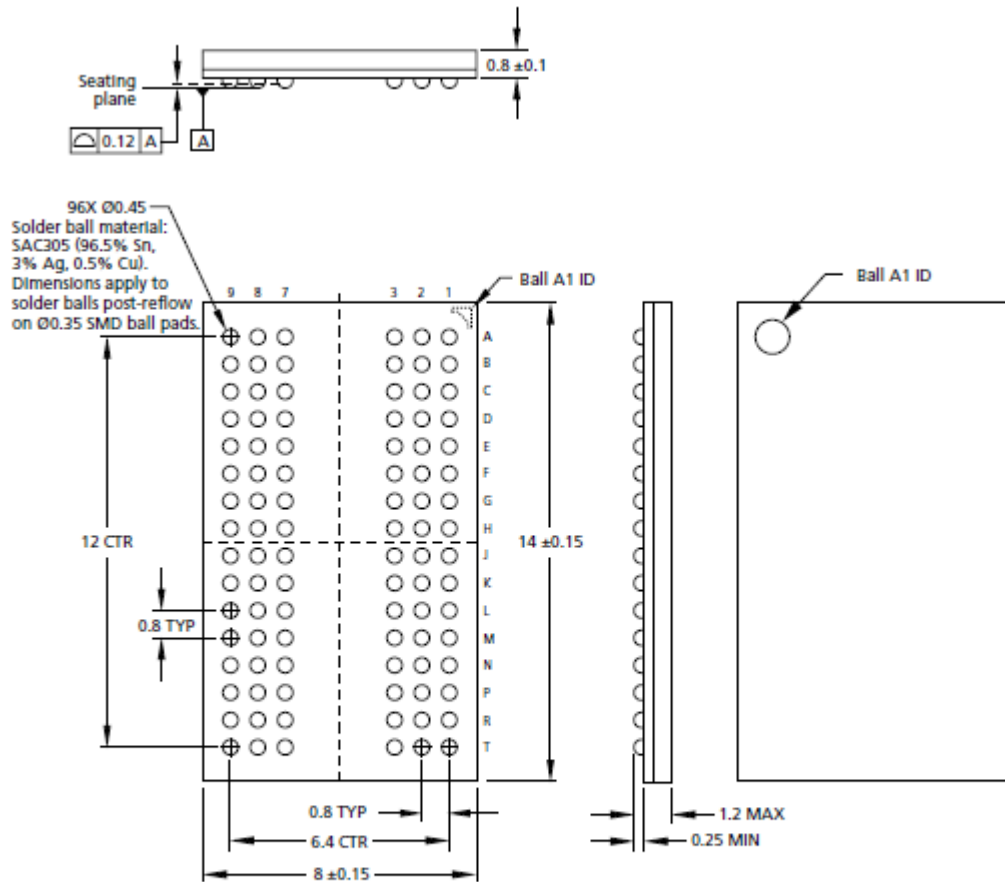 0.8 ±0.1
Seating
plane
0.12 A
A
96X Ø0.45
Solder ball material:
SAC305 (96.5% Sn,
3% Ag, 0.5% Cu).
Dimensions apply to
solder balls post-reflow
on Ø0.35 SMD ball pads.
Ball A1 ID
Ball A1 ID
9 8 7 3 2 1
A
B
C
D
E
F
G
H
12 CTR
14 ±0.15
J
K
L
0.8 TYP
M
N
P
R
T
0.8 TYP
1.2 MAX
6.4 CTR
0.25 MIN
8 ±0.15